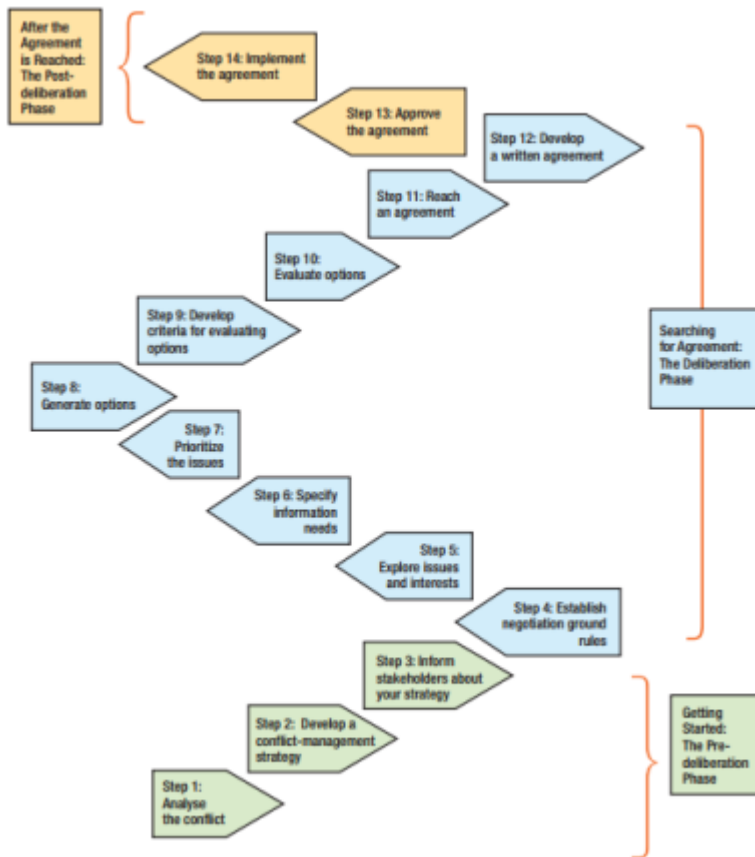 After the
Agreement
is Reached:
The Post-
deliberation
Phase
Step 14: Implement
the agreement
Step 13: Approve
the agreement
Step 12: Develop
a written agreement
Step 11: Reach
an agreement
Step 10:
Evaluate options
Step 9: Develop
criteria for evaluating
options
Searching
for Agreement:
The Deliberation
Phase
Step 8:
Generate options
Step 7:
Prioritize
the issues
Step 6: Specify
information
needs
Step 5:
Explore issues
and interests
Step 4: Establish
negotiation ground
rules
Step 3: Inform
stakeholders about
your strategy
Getting
Started:
The Pre-
deliberation
Phase
Step 2: Develop a
conflict-management
strategy
Step 1:
Analyse
the conflict